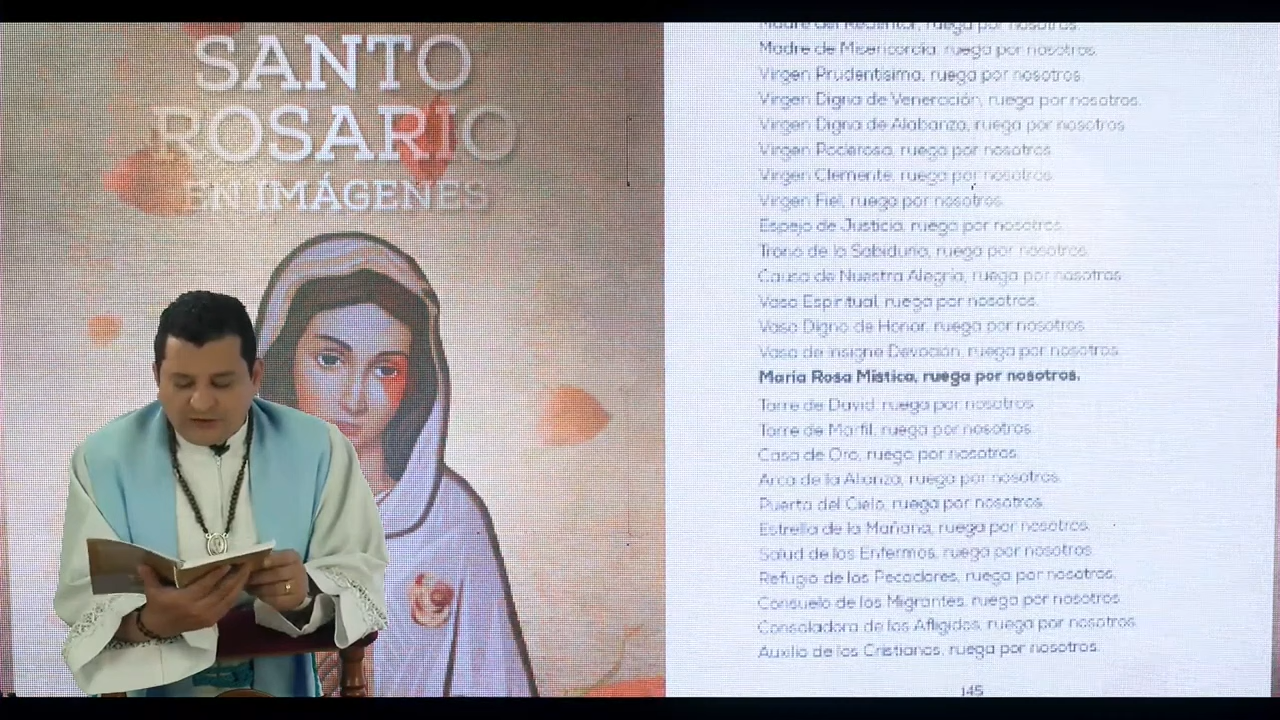 SANTO
ROSARIO
EN IMÁGENES
Madre del Redentor, ruega por nosotros.
Madre de Misericordia, ruega por nosotros.
Virgen Prudentísima, ruega por nosotros.
Virgen Digna de Veneración, ruega por nosotros.
Virgen Digna de Alabanza, ruega por nosotros
Virgen Poderosa, ruega por nosotros.
Virgen Clemente, ruega por nosotros.
Virgen Fiel, ruega por nosotros.
Espejo de Justicia, ruega por nosotros.
Trono de la Sabiduría, ruega por nosotros.
Causa de Nuestra Alegría, ruega por nosotros.
Vaso Espiritual, ruega por nosotros.
Vaso Digno de Honor, ruega por nosotros.
Vaso de Insigne Devoción, ruega por nosotros.
María Rosa Mística, ruega por nosotros.
Torre de David, ruega por nosotros.
Torre de Marfil, ruega por nosotros.
Casa de Oro, ruega por nosotros.
Arca de la Alianza, ruega por nosotros.
Puerta del Cielo, ruega por nosotros.
Estrella de la Mañana, ruega por nosotros.
Salud de los Enfermos, ruega por nosotros.
Refugio de los Pecadores, ruega por nosotros.
Consuelo de los Migrantes, ruega por nosotros
Consoladora de los Afligidos, ruega por nosotros.
Auxilio de los Cristianos, ruega por nosotros.
145